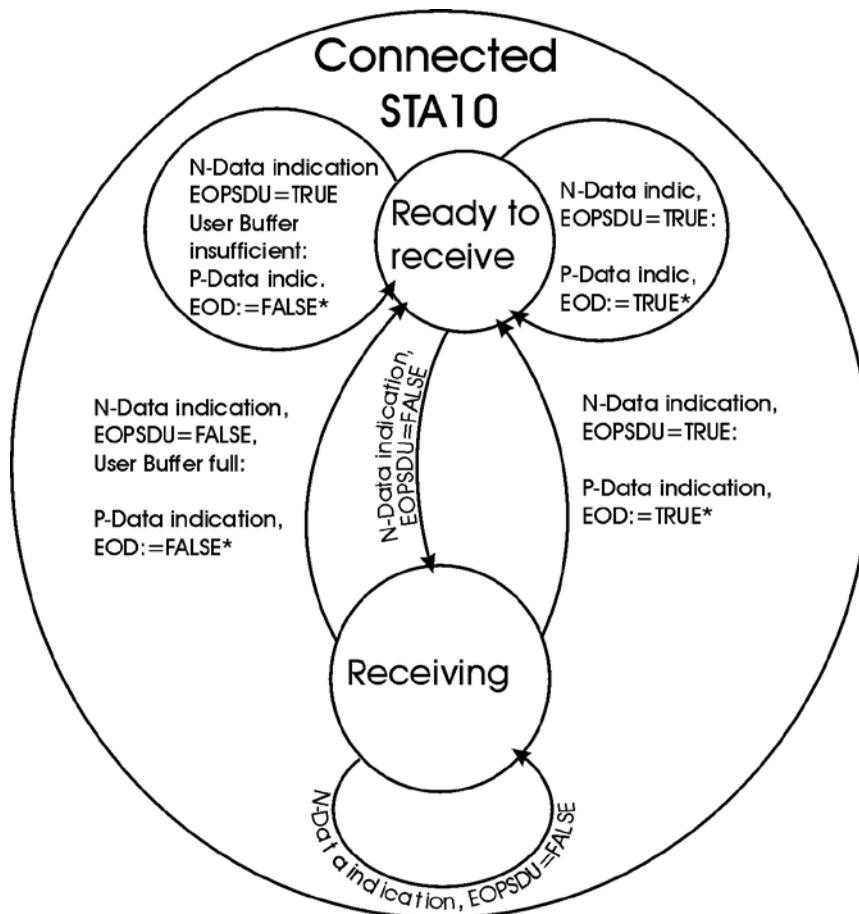 Connected
STA10
N-Data indication
EOPSDU=TRUE
User Buffer
insufficient:
P-Data indic.
EOD:=FALSE*
Ready to
receive
N-Data indic,
EOPSDU=TRUE:
P-Data indic,
EOD:=TRUE*
N-Data indication,
EOPSDU=FALSE,
User Buffer full:
P-Data indication,
EOD:=FALSE*
N-Data indication,
EOPSDU=FALSE
N-Data indication,
EOPSDU=TRUE:
P-Data indication,
EOD:=TRUE*
Receiving
N-Data indication, EOPSDU=FALSE